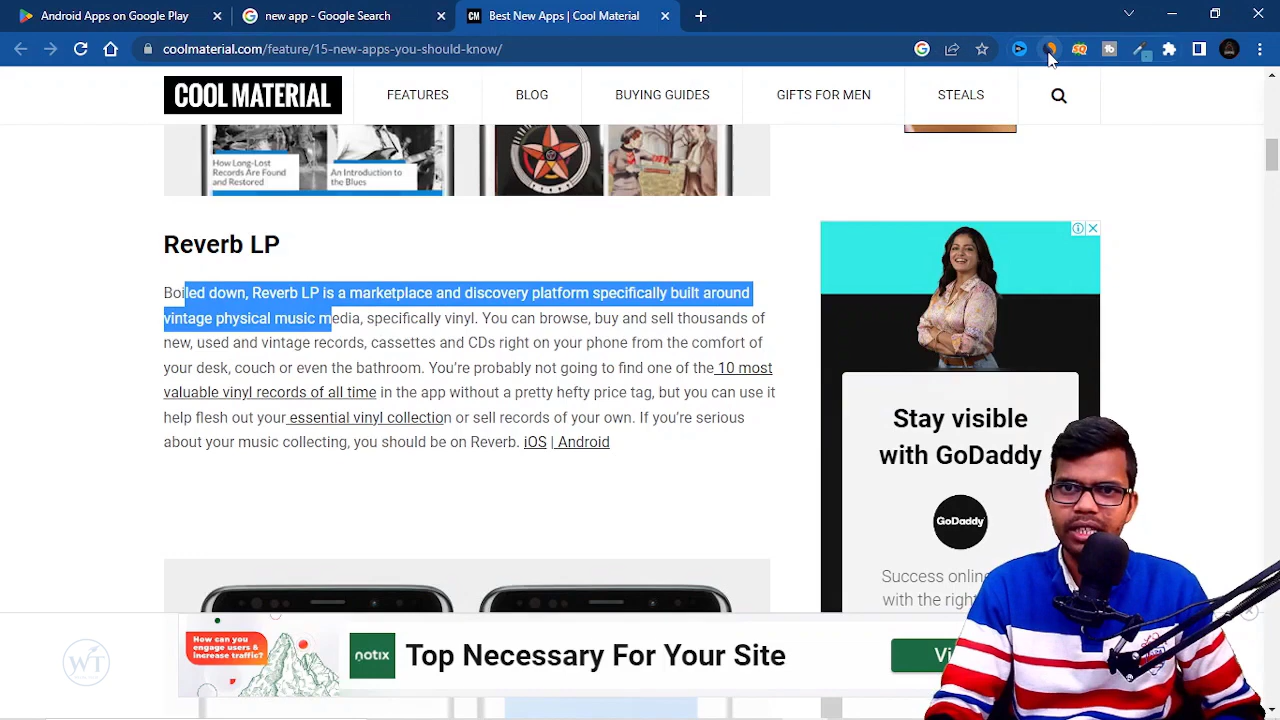 Android Apps on Google Play
new app - Google Search
Best New Apps | Cool Material
coolmaterial.com/feature/15-new-apps-you-should-know/
COOL MATERIAL
FEATURES
BLOG
BUYING GUIDES
GIFTS FOR MEN
STEALS
How Long-Lost
Records Are Found
and Restored
An Introduction to
the Blues
Reverb LP
Boiled down, Reverb LP is a marketplace and discovery platform specifically built around
vintage physical music media, specifically vinyl. You can browse, buy and sell thousands of
new, used and vintage records, cassettes and CDs right on your phone from the comfort of
your desk, couch or even the bathroom. You’re probably not going to find one of the 10 most
valuable vinyl records of all time in the app without a pretty hefty price tag, but you can use it
help flesh out your essential vinyl collection or sell records of your own. If you’re serious
about your music collecting, you should be on Reverb. iOS | Android
Stay visible
with GoDaddy
GoDaddy
Success online
with the righ
How can you
engage users &
increase traffic?
notix
Top Necessary For Your Site
Vi
WT